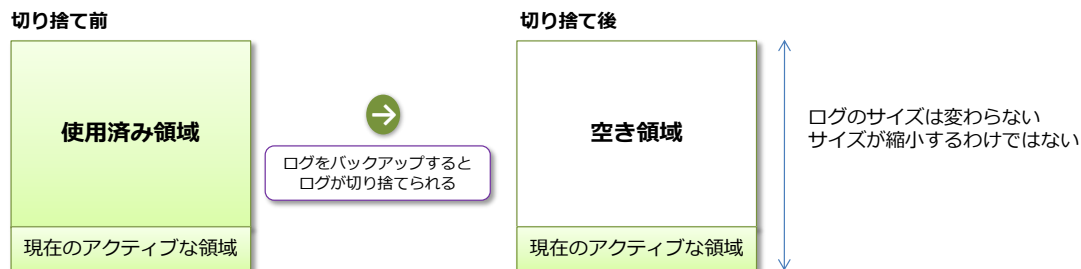 切り捨て前
切り捨て後
使用済み領域
ログをバックアップすると
ログが切り捨てられる
空き領域
ログのサイズは変わらない
サイズが縮小するわけではない
現在のアクティブな領域
現在のアクティブな領域